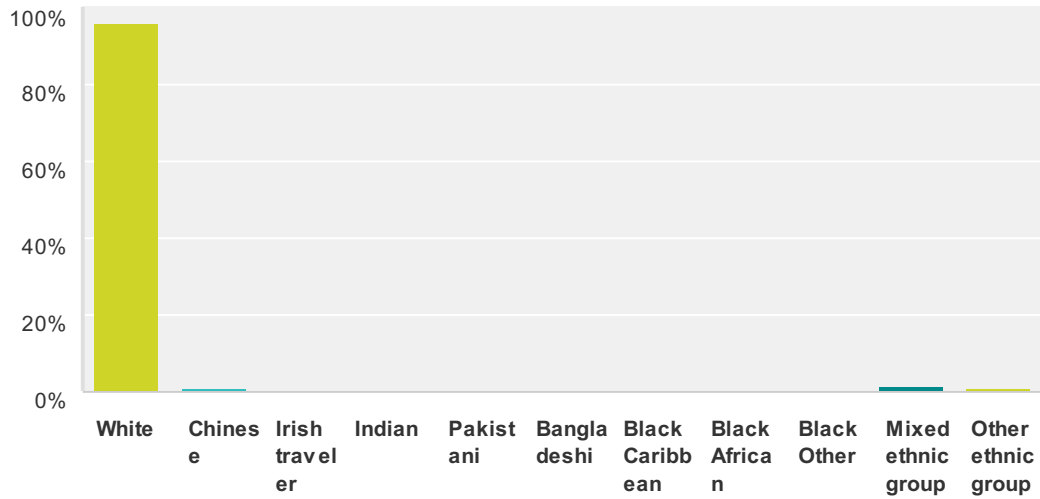 100%
80%
60%
40%
20%
0%
White
Chines
e
Irish
trav el
er
Indian
Pakist
ani
Bangla
deshi
Black
Caribb
ean
Black
Africa
n
Black
Other
Mixed
ethnic
group
Other
ethnic
group